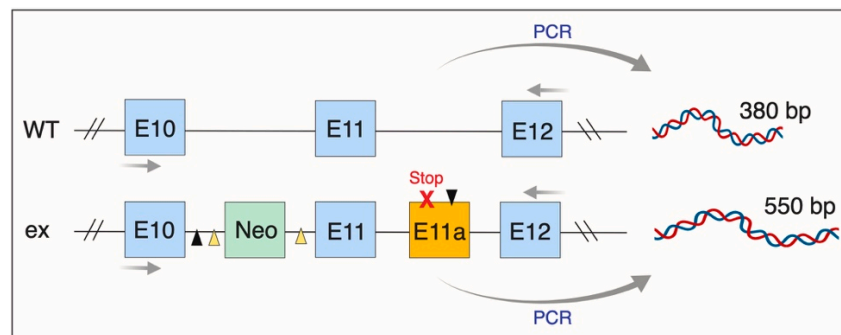 PCR
WT
E10
E11
E12
380 bp
Stop
X
ex
E10
Neo
E11
E11a
E12
550 bp
PCR